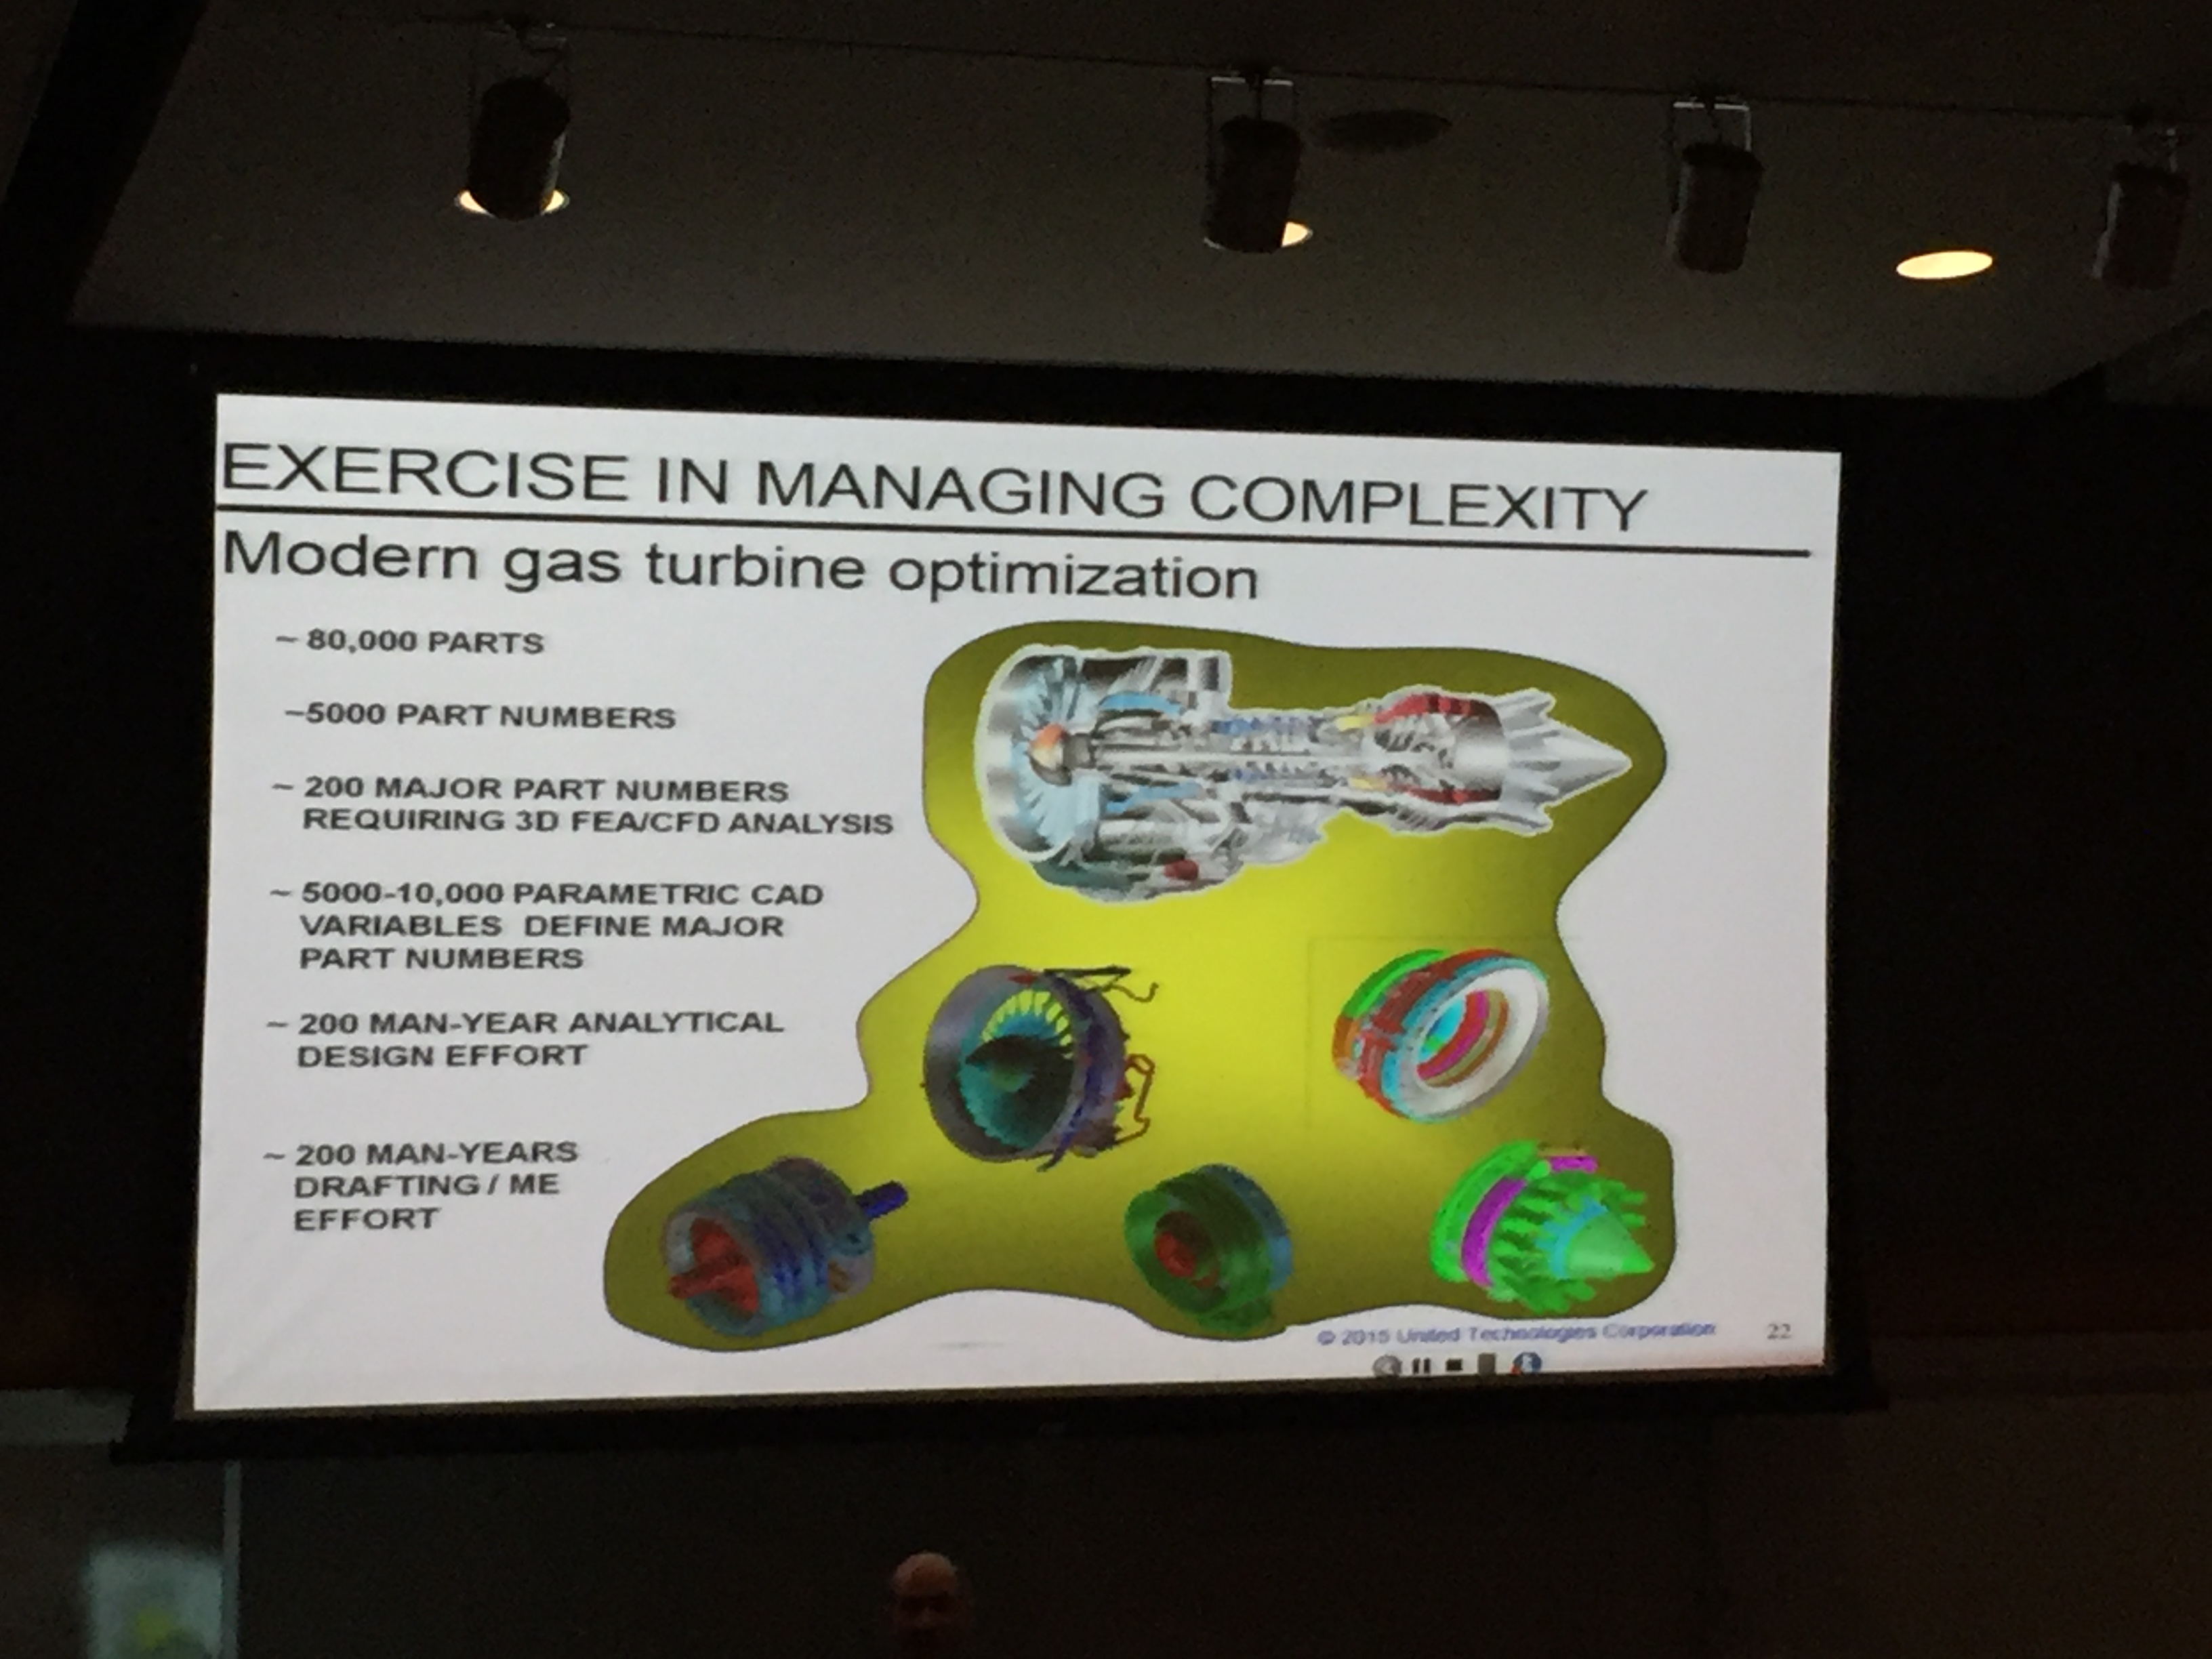 EXERCISE IN MANAGING COMPLEXITY
Modern gas turbine optimization
~ 80,000 PARTS
~5000 PART NUMBERS
~ 200 MAJOR PART NUMBERS
REQUIRING 3D FEA/CFD ANALYSIS
~ 5000-10,000 PARAMETRIC CAD
VARIABLES DEFINE MAJOR
PART NUMBERS
~ 200 MAN-YEAR ANALYTICAL
DESIGN EFFORT
~ 200 MAN-YEARS
DRAFTING / ME
EFFORT
© 2015 United Technologies Corporation
22